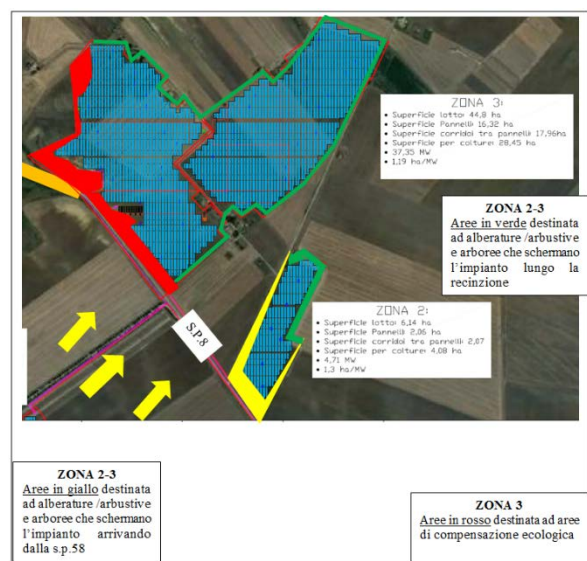 ZONA 3:
• Superficie lotto: 44,8 ha
• Superficie Pannelli: 16,32 ha
• Superficie corridoi tra pannelli: 17,96ha
• Superficie per colture: 28,45 ha
• 37,35 MW
• 1,19 ha/MW
ZONA 2-3
Aree in verde destinata
ad alberature /arbustive
e arboree che schermano
l’impianto lungo la
recinzione
ZONA 2:
• Superficie lotto: 6,14 ha
• Superficie Pannelli: 2,06 ha
• Superficie corridoi tra pannelli: 2,07
• Superficie per colture: 4,08 ha
• 4,71 MW
• 1,3 ha/MW
S.P.8
ZONA 2-3
Aree in giallo destinata
ad alberature /arbustive
e arboree che schermano
l’impianto arrivando
dalla s.p.58
ZONA 3
Aree in rosso destinata ad aree
di compensazione ecologica